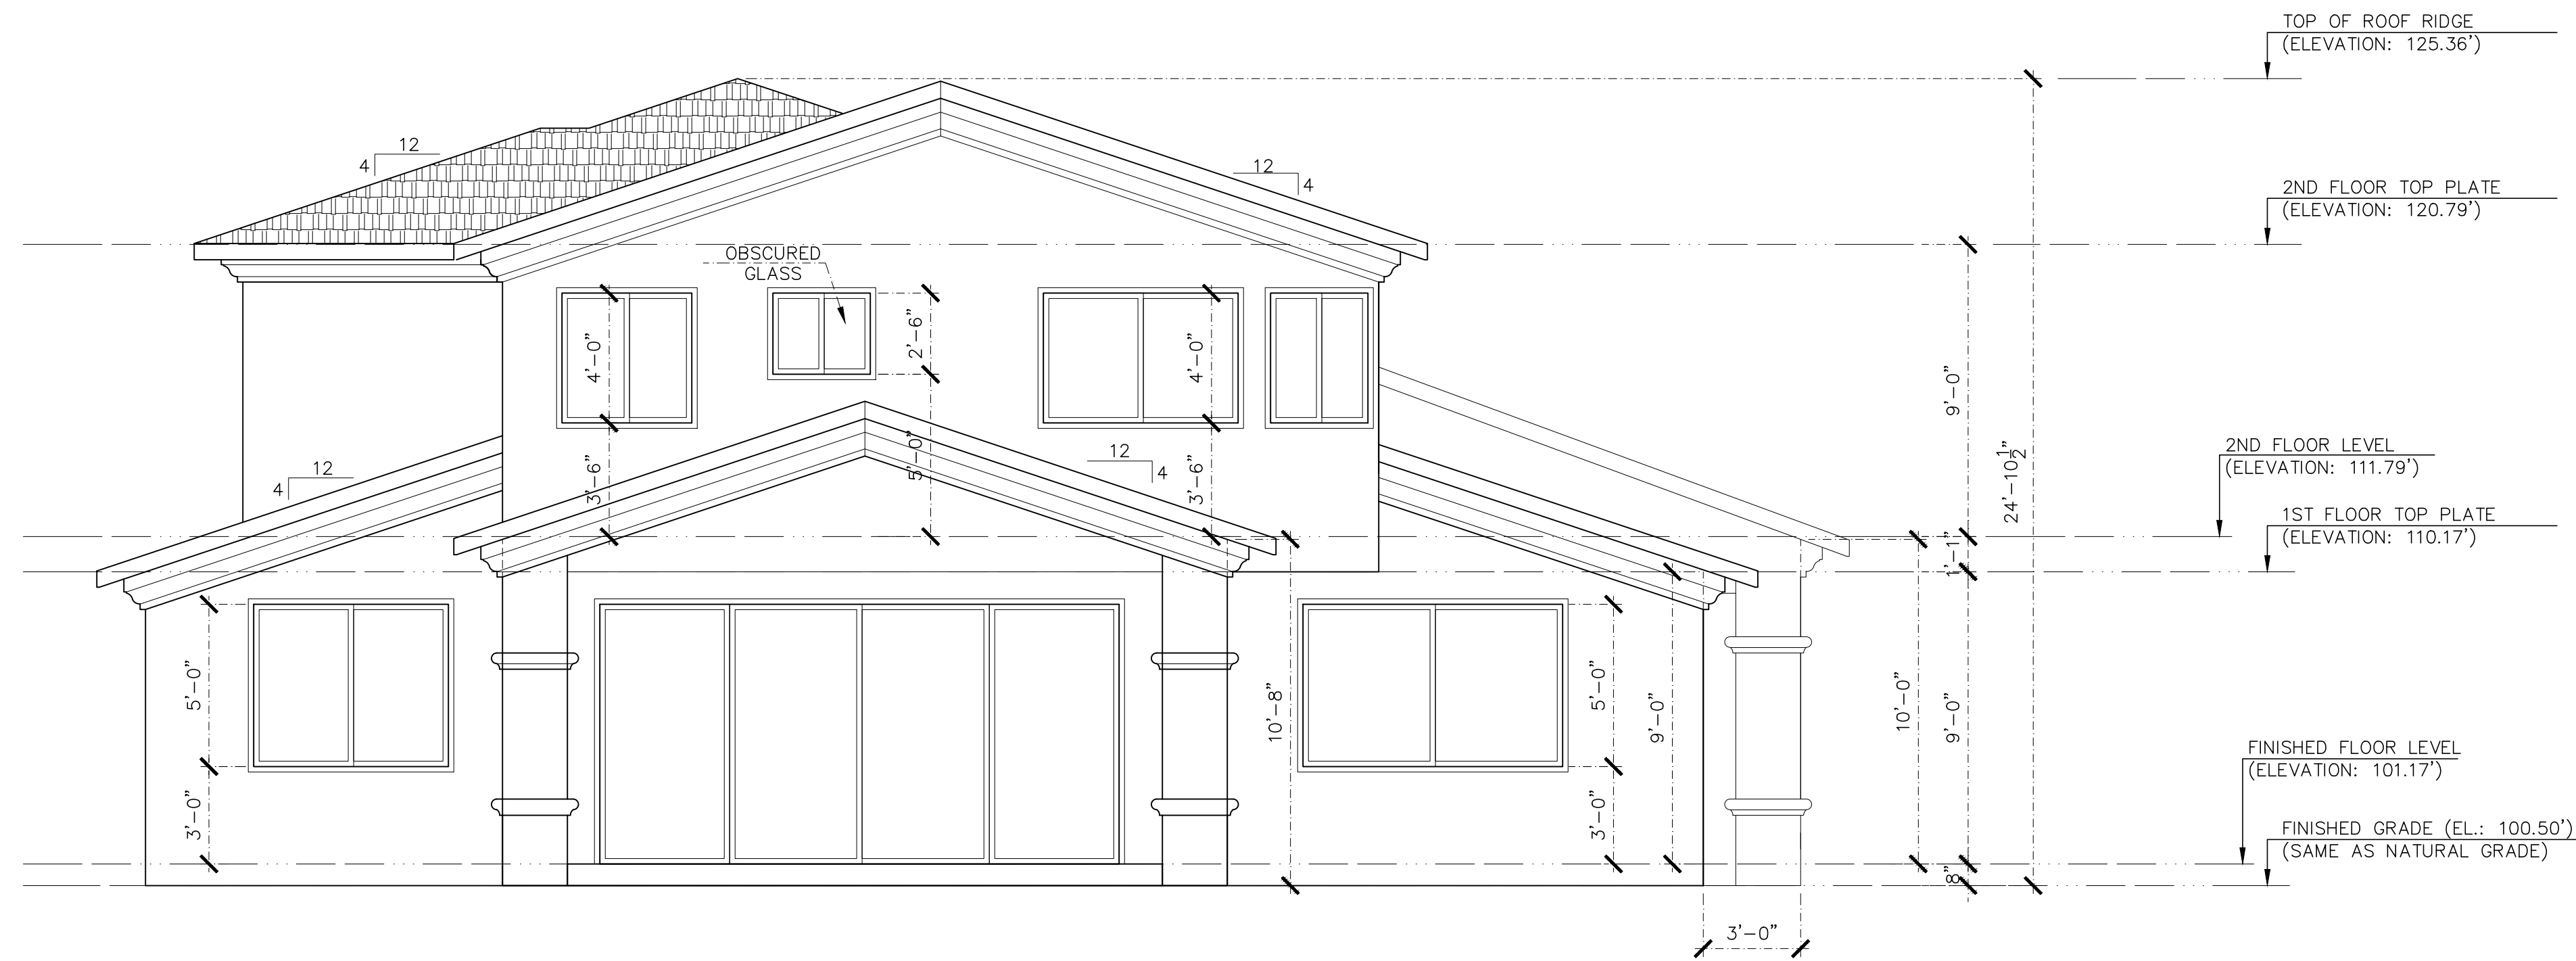 TOP OF ROOF RIDGE
(ELEVATION: 125.36')
12
4
12
4
2ND FLOOR TOP PLATE
(ELEVATION: 120.79')
OBSCURED
GLASS
4'-0"
2'-6"
4'-0"
9'-0"
3'-6"
5'-0"
3'-6"
12
4
12
4
24'-10 1/2"
2ND FLOOR LEVEL
(ELEVATION: 111.79')
1ST FLOOR TOP PLATE
(ELEVATION: 110.17')
1'-1"
5'-0"
10'-8"
5'-0"
9'-0"
10'-0"
9'-0"
3'-0"
3'-0"
FINISHED FLOOR LEVEL
(ELEVATION: 101.17')
8"
FINISHED GRADE (EL.: 100.50')
(SAME AS NATURAL GRADE)
3'-0"